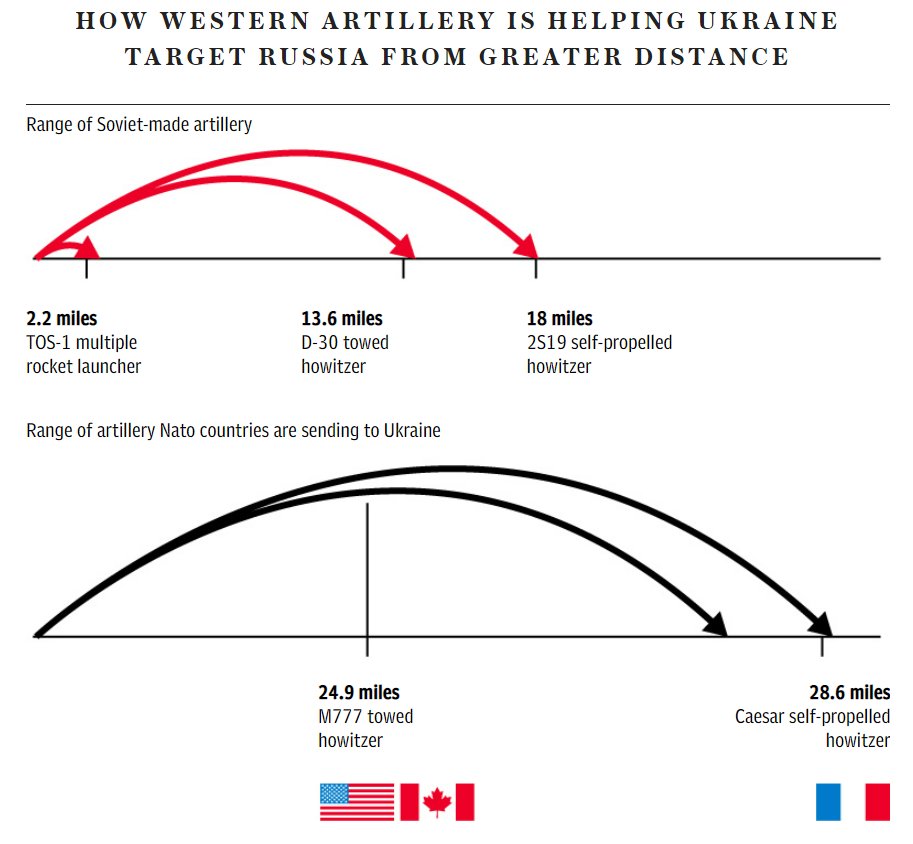 HOW WESTERN ARTILLERY IS HELPING UKRAINE
TARGET RUSSIA FROM GREATER DISTANCE
Range of Soviet-made artillery
2.2 miles
TOS-1 multiple
rocket launcher
13.6 miles
D-30 towed
howitzer
18 miles
2S19 self-propelled
howitzer
Range of artillery Nato countries are sending to Ukraine
24.9 miles
M777 towed
howitzer
28.6 miles
Caesar self-propelled
howitzer